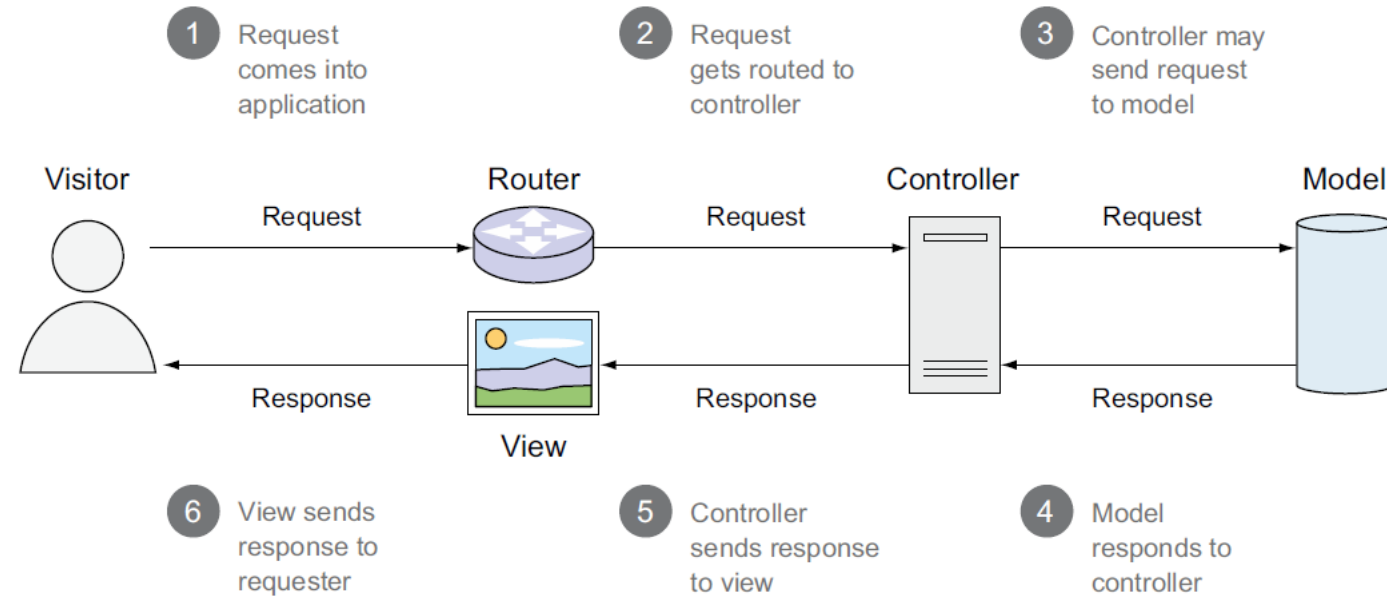 1
Request
comes into
application
2
Request
gets routed to
controller
3
Controller may
send request
to model
Visitor
Router
Controller
Model
Request
Request
Request
Response
Response
Response
View
6
View sends
response to
requester
5
Controller
sends response
to view
4
Model
responds to
controller